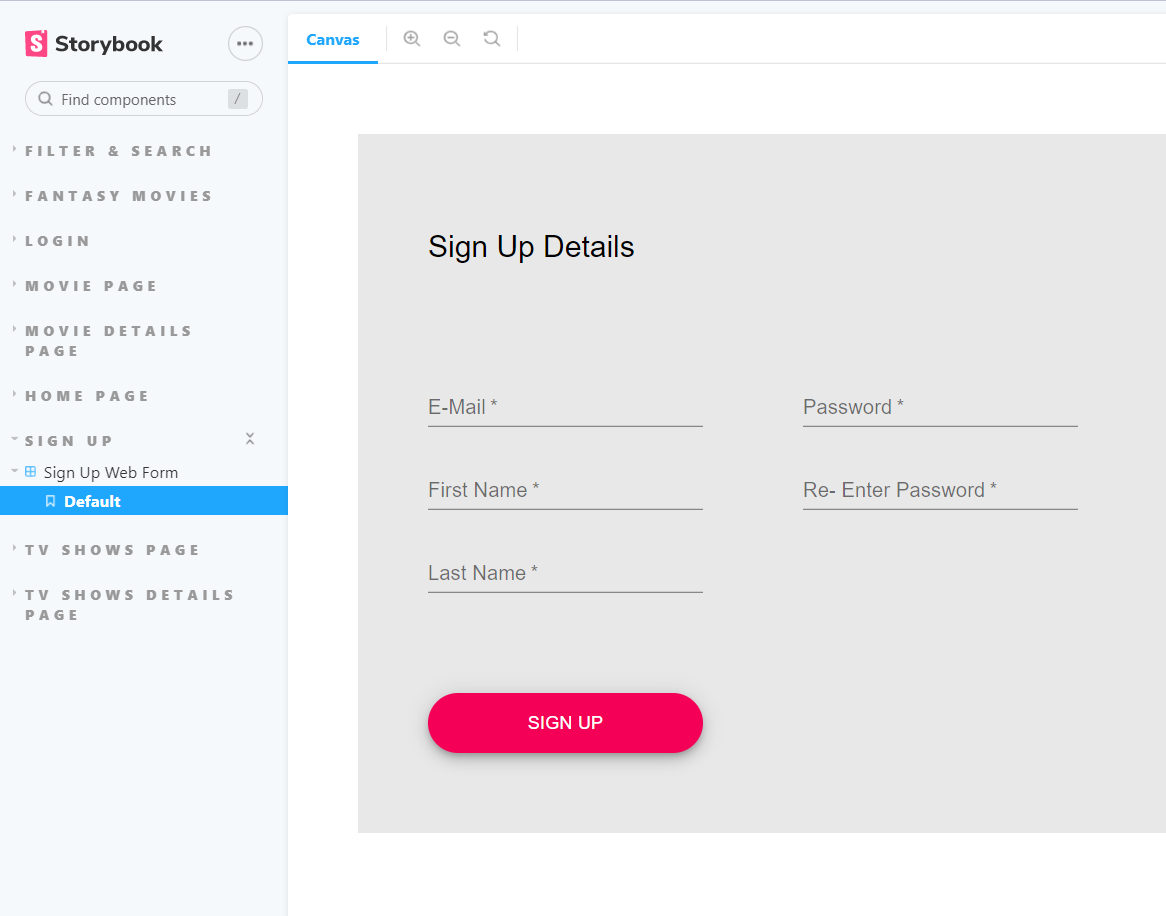 Storybook
Find components /
FILTER & SEARCH
FANTASY MOVIES
LOGIN
MOVIE PAGE
MOVIE DETAILS
PAGE
HOME PAGE
SIGN UP
Sign Up Web Form
Default
TV SHOWS PAGE
TV SHOWS DETAILS
PAGE
Canvas
Sign Up Details
E-Mail *
Password *
First Name *
Re- Enter Password *
Last Name *
SIGN UP